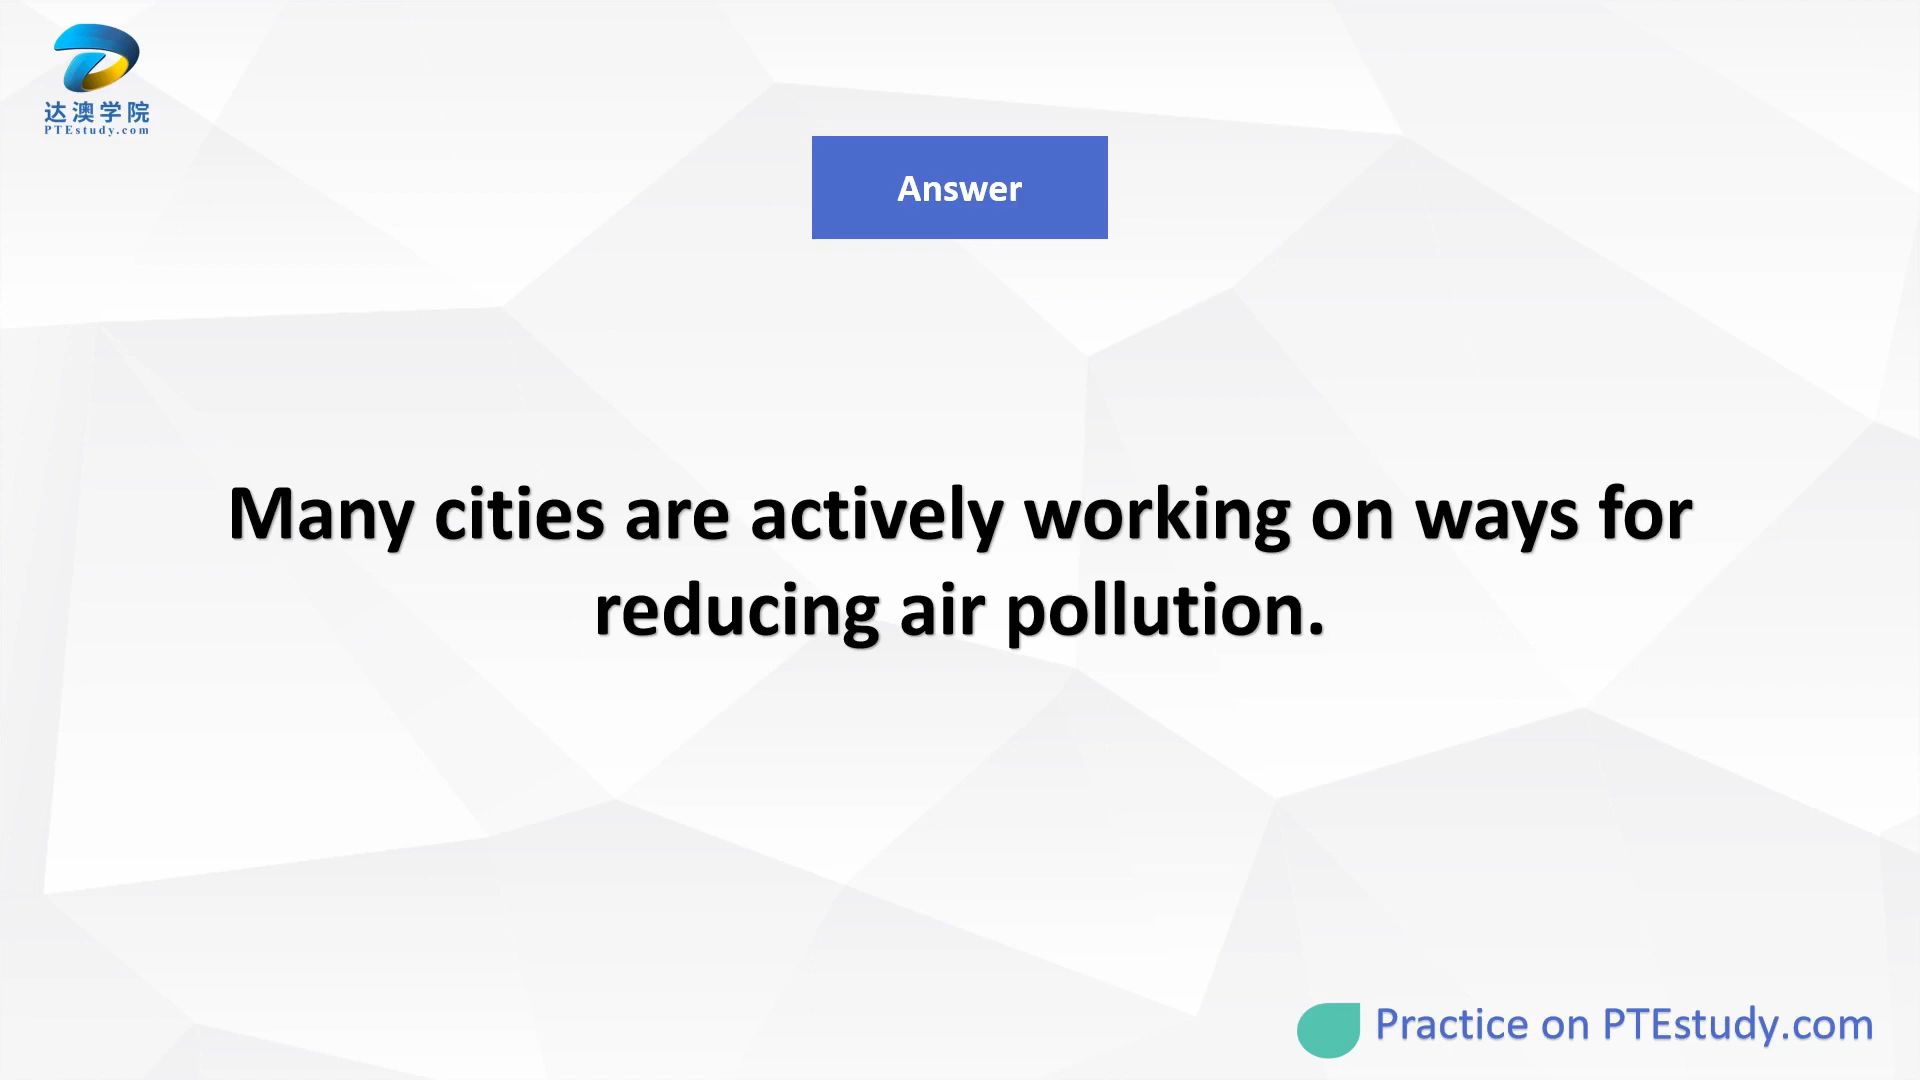 达澳学院
PTEstudy.com
Answer
Many cities are actively working on ways for
reducing air pollution.
Practice on PTEstudy.com